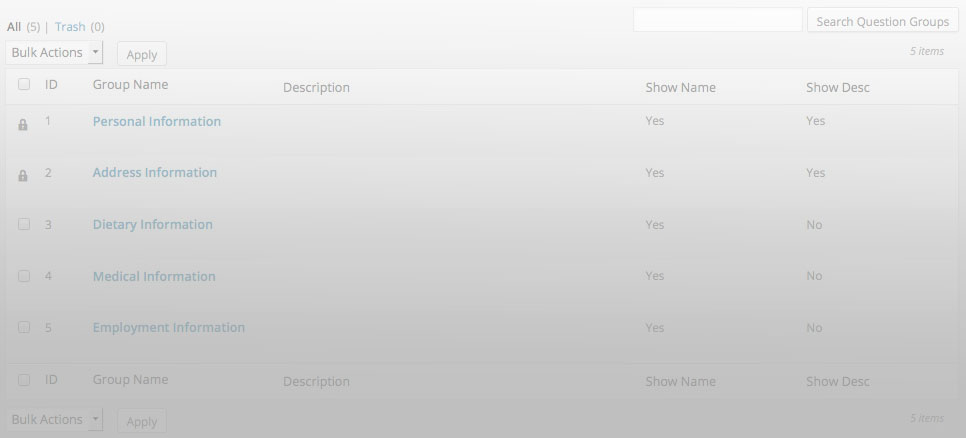 All (5) | Trash (0)
Search Question Groups
Bulk Actions Apply 5 items
ID Group Name Description Show Name Show Desc
1 Personal Information Yes Yes
2 Address Information Yes Yes
3 Dietary Information Yes No
4 Medical Information Yes No
5 Employment Information Yes No
ID Group Name Description Show Name Show Desc
Bulk Actions Apply 5 items